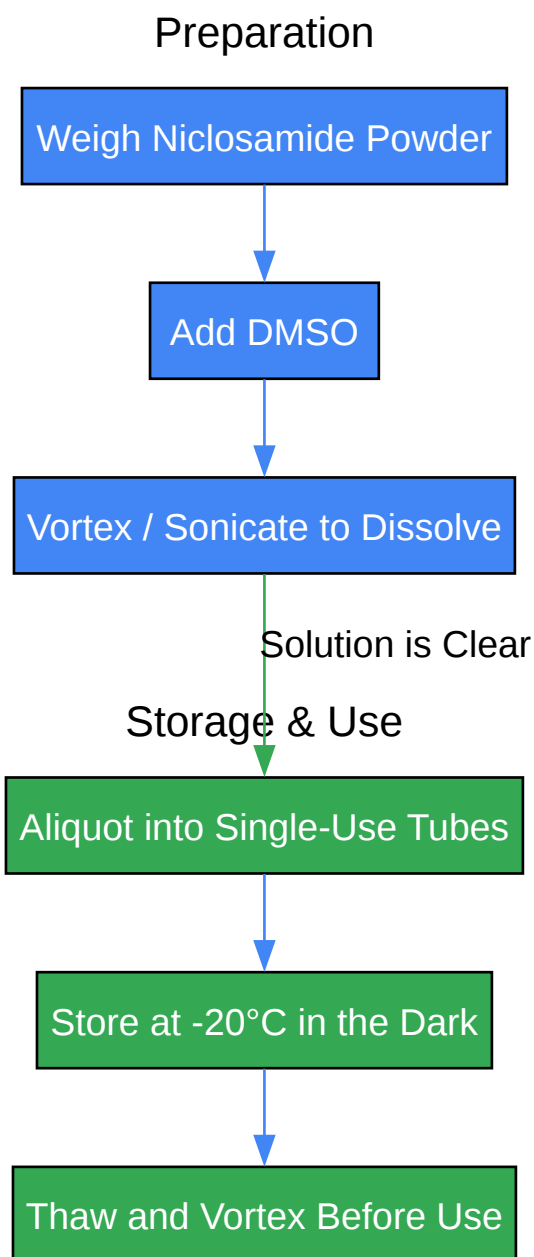 Preparation
Weigh Niclosamide Powder
Add DMSO
Vortex / Sonicate to Dissolve
Solution is Clear
Storage & Use
Aliquot into Single-Use Tubes
Store at -20°C in the Dark
Thaw and Vortex Before Use